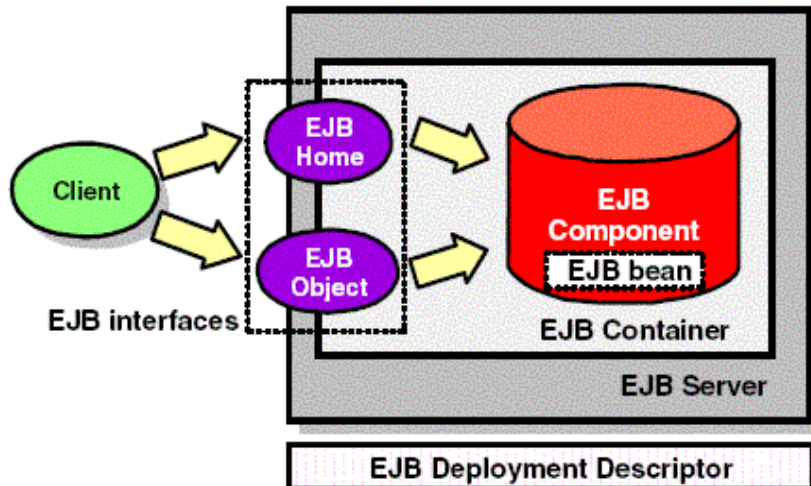 EJB
Home
Client
EJB
Object
EJB interfaces
EJB
Component
EJB bean
EJB Container
EJB Server
EJB Deployment Descriptor